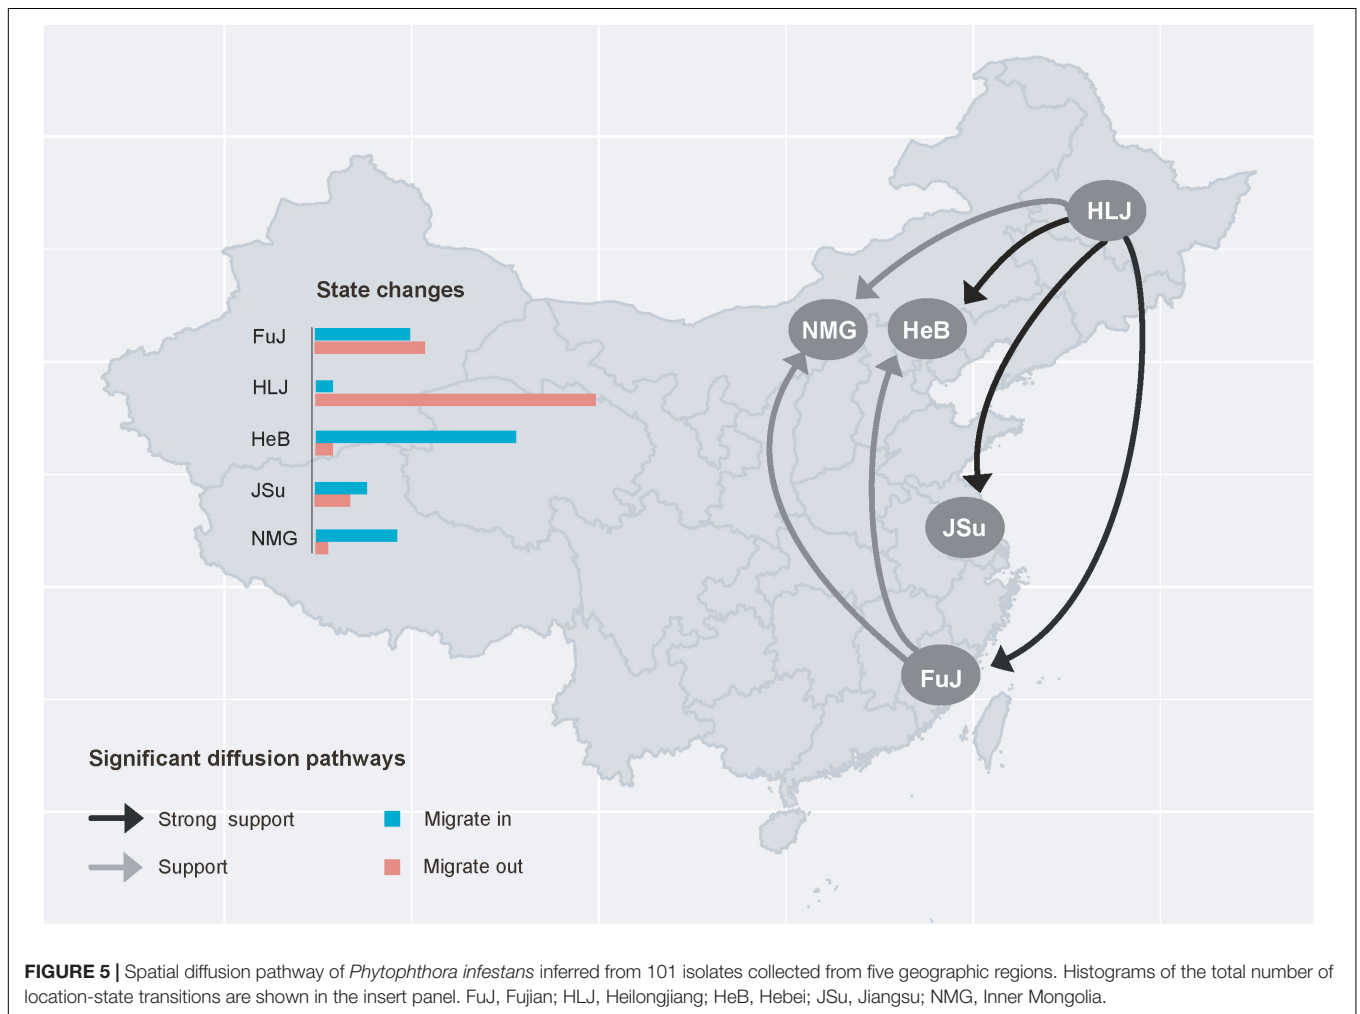 HLJ
NMG
HeB
State changes
FuJ
HLJ
HeB
JSu
NMG
JSu
FuJ
Significant diffusion pathways
Strong support
Migrate in
Support
Migrate out
FIGURE 5 | Spatial diffusion pathway of Phytophthora infestans inferred from 101 isolates collected from five geographic regions. Histograms of the total number of
location-state transitions are shown in the insert panel. FuJ, Fujian; HLJ, Heilongjiang; HeB, Hebei; JSu, Jiangsu; NMG, Inner Mongolia.